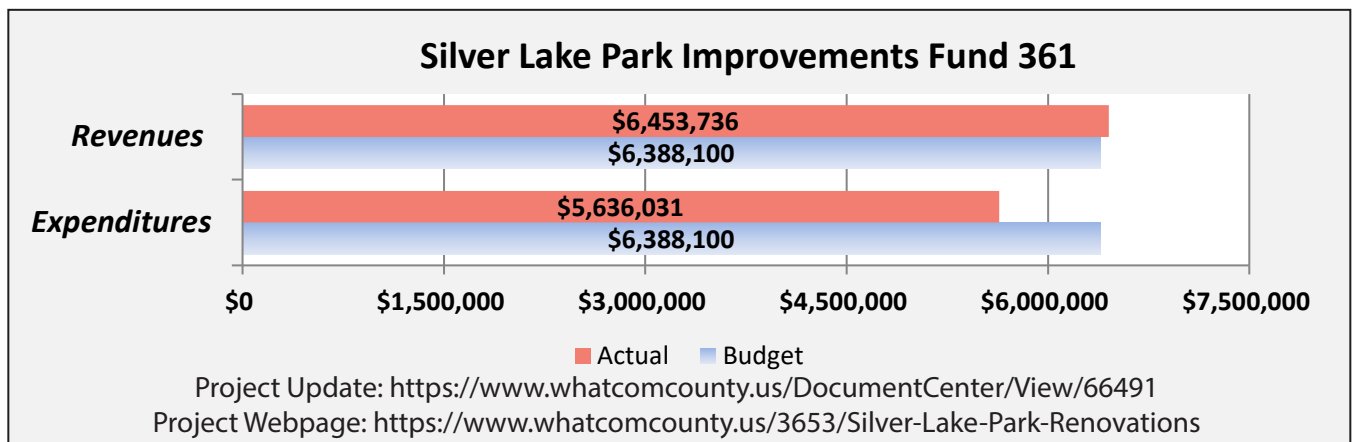 Silver Lake Park Improvements Fund 361
Revenues
$6,453,736
$6,388,100
Expenditures
$5,636,031
$6,388,100
$0 $1,500,000 $3,000,000 $4,500,000 $6,000,000 $7,500,000
Actual Budget
Project Update: https://www.whatcomcounty.us/DocumentCenter/View/66491
Project Webpage: https://www.whatcomcounty.us/3653/Silver-Lake-Park-Renovations